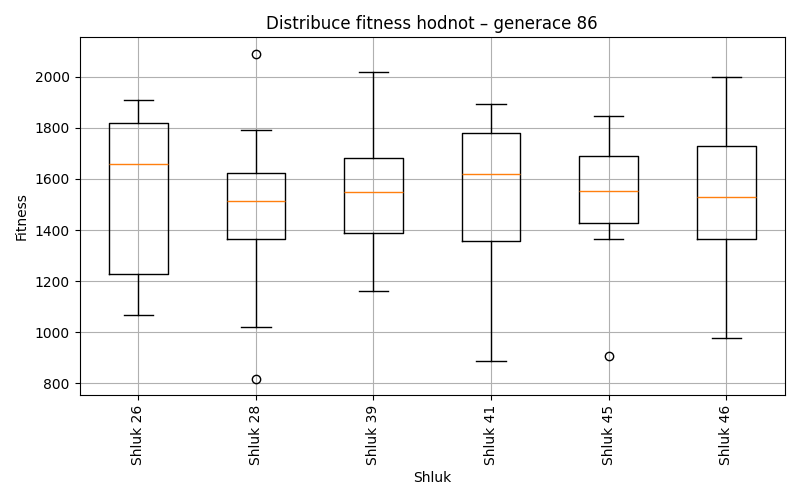 Distribuce fitness hodnot – generace 86
Fitness
2000
1800
1600
1400
1200
1000
800
Shluk 26
Shluk 28
Shluk 39
Shluk 41
Shluk 45
Shluk 46
Shluk